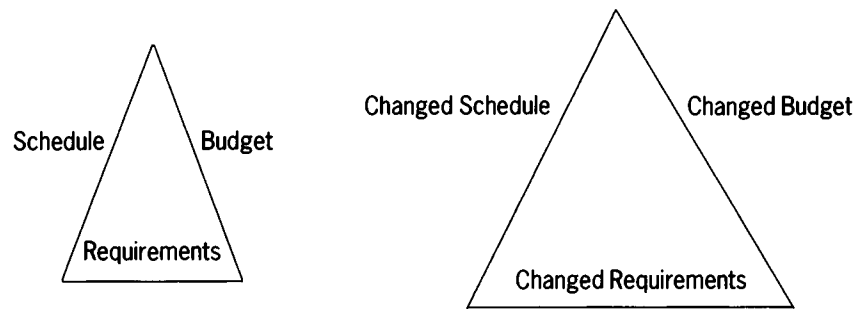 Schedule
Budget
Requirements
Changed Schedule
Changed Budget
Changed Requirements